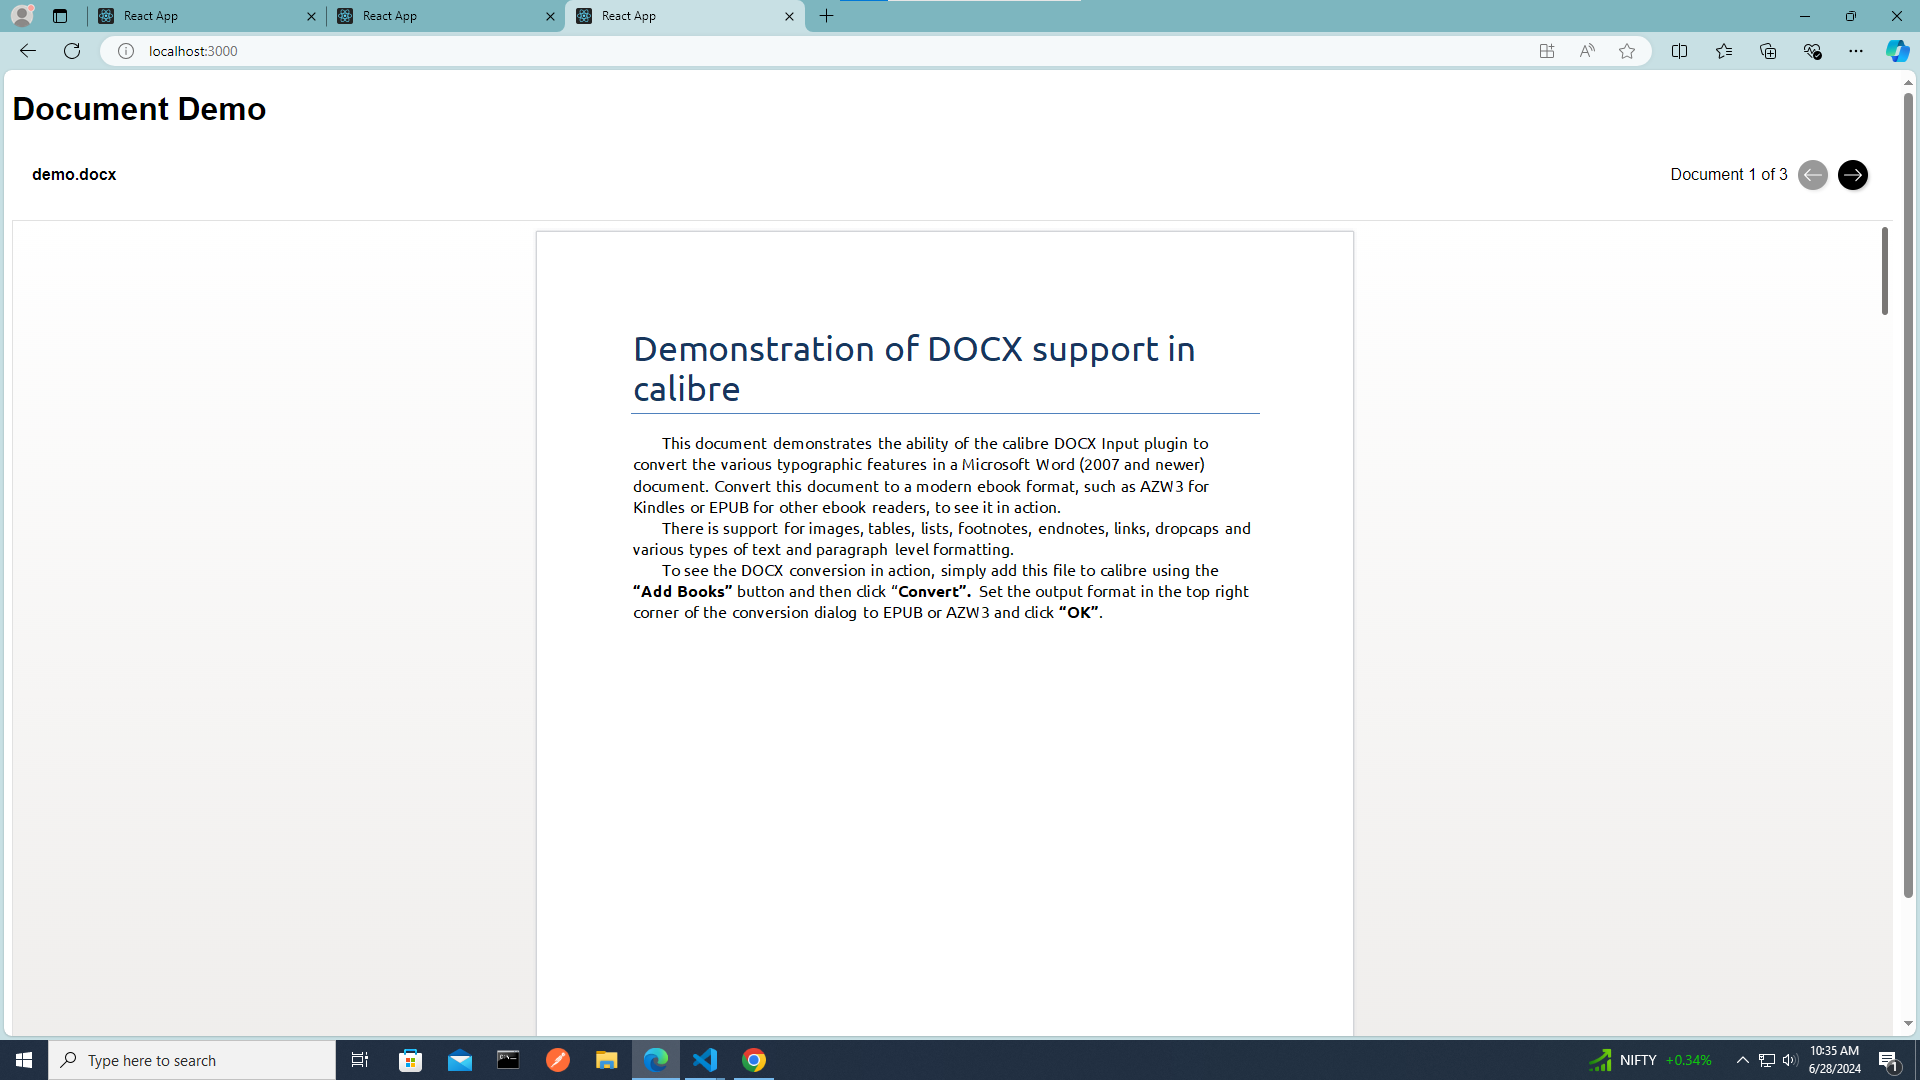 React App
React App
React App
localhost:3000
Document Demo
demo.docx
Document 1 of 3
Demonstration of DOCX support in
calibre
This document demonstrates the ability of the calibre DOCX Input plugin to
convert the various typographic features in a Microsoft Word (2007 and newer)
document. Convert this document to a modern ebook format, such as AZW3 for
Kindles or EPUB for other ebook readers, to see it in action.
There is support for images, tables, lists, footnotes, endnotes, links, dropcaps and
various types of text and paragraph level formatting.
To see the DOCX conversion in action, simply add this file to calibre using the
“Add Books” button and then click “Convert”. Set the output format in the top right
corner of the conversion dialog to EPUB or AZW3 and click “OK”.
Type here to search
NIFTY +0.34%
10:35 AM
6/28/2024
1